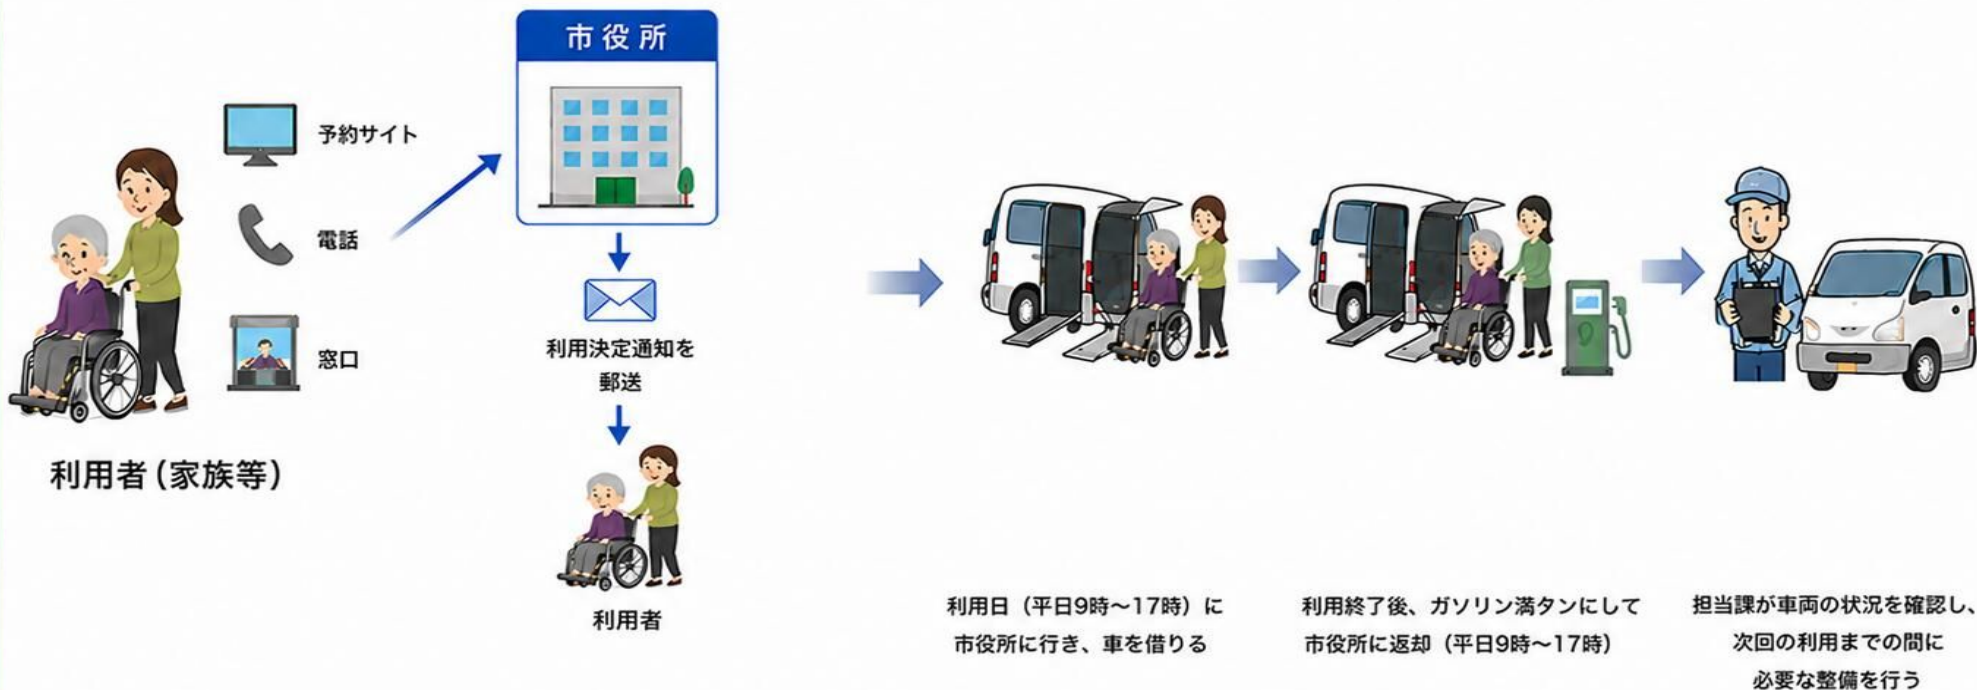 市役所
予約サイト
電話
窓口
利用者（家族等）
利用決定通知を
郵送
利用者
利用日（平日9時～17時）に
市役所に行き、車を借りる
利用終了後、ガソリン満タンにして
市役所に返却（平日9時～17時）
担当課が車両の状況を確認し、
次回の利用までの間に
必要な整備を行う